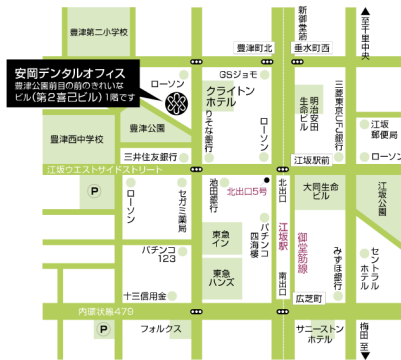 豊津第二小学校
新御堂筋
至千里中央
豊津町北
垂水町西
安岡デンタルオフィス
豊津公園前目の前のきれいな
ビル(第2喜己ビル)1階です
ローソン
GSジョモ
クライトン
ホテル
りそな銀行
ローソン
明治安田
生命ビル
三菱東京UFJ銀行
江坂
郵便局
ローソン
豊津公園
豊津西中学校
三井住友銀行
江坂駅前
江坂ウエストサイドストリート
P
ローソン
セガミ薬局
池田銀行
北出口5号
北出口
大同生命
ビル
江坂公園
東急
イン
パチンコ
四海樓
江坂駅
御堂筋線
パチンコ
123
東急
ハンズ
南出口
みずほ銀行
セントラル
ホテル
十三信用金
広芝町
内環状線479
P
フォルクス
サニーストン
ホテル
梅田至